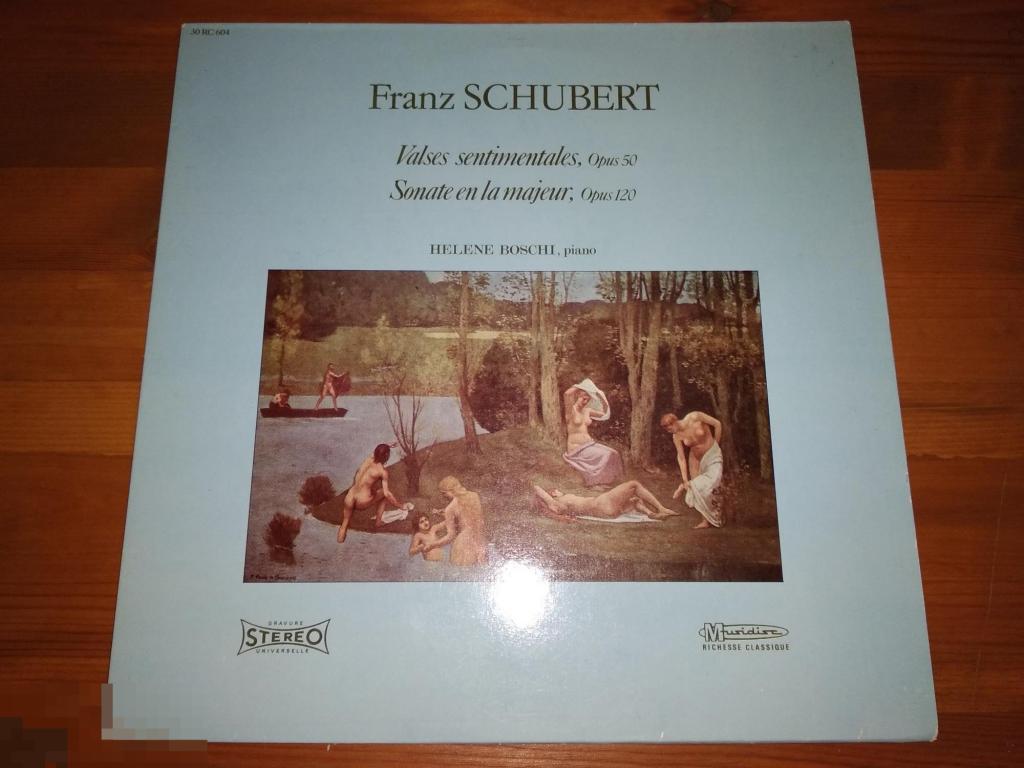 30 RC 604
Franz SCHUBERT
Valses sentimentales, Opus 50
Sonate en la majeur, Opus 120
HELENE BOSCHI, piano
GRAVURE
STEREO
UNIVERSELLE
Musidisc
RICHESSE CLASSIQUE